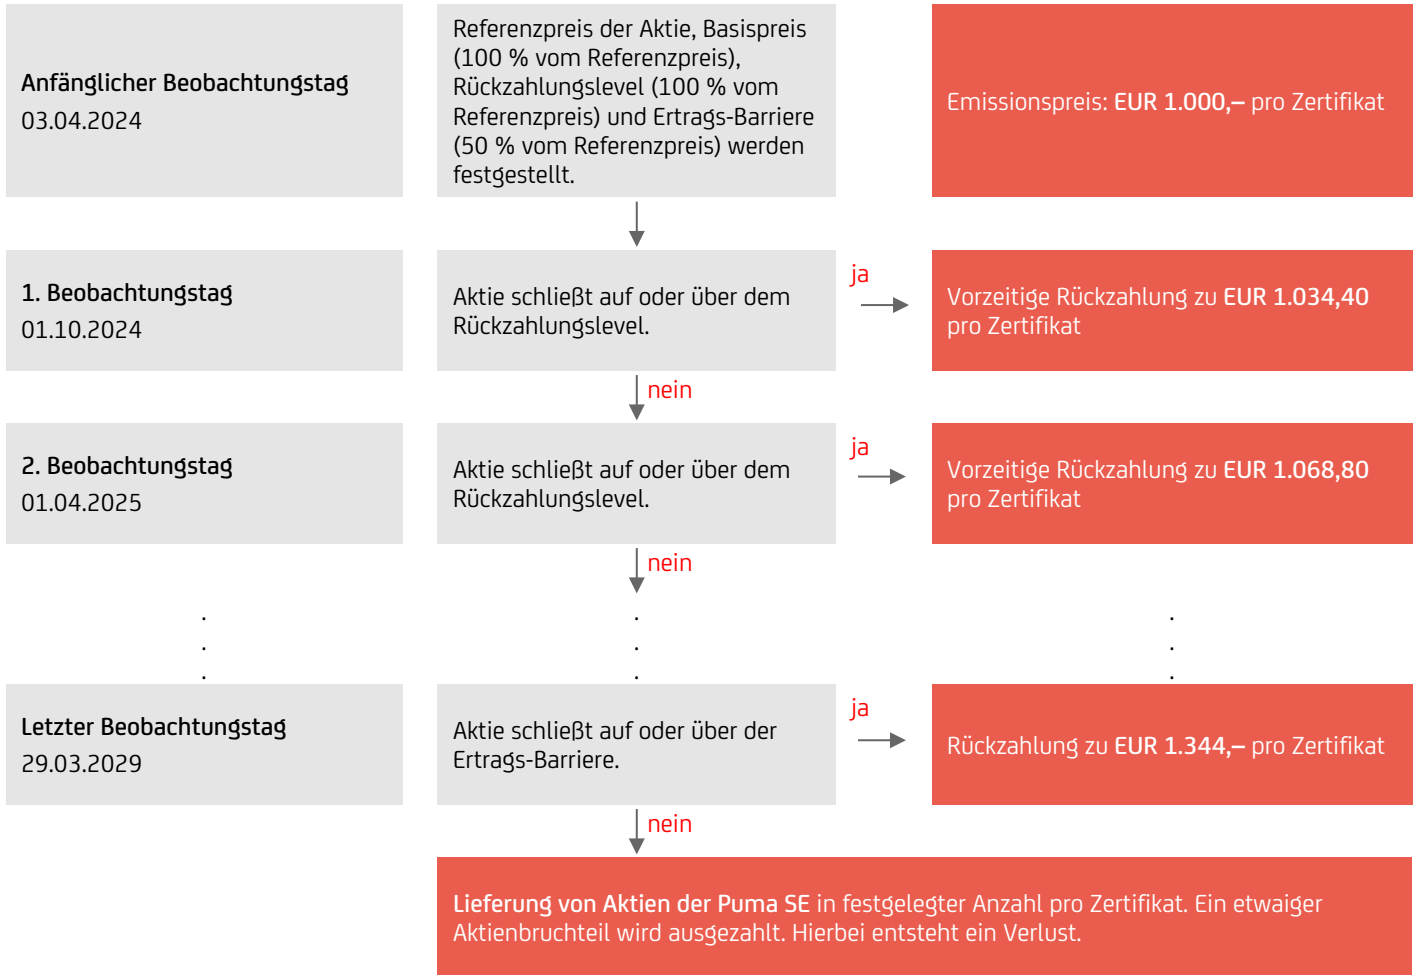 Anfänglicher Beobachtungstag
03.04.2024
Referenzpreis der Aktie, Basispreis
(100 % vom Referenzpreis),
Rückzahlungslevel (100 % vom
Referenzpreis) und Ertrags-Barriere
(50 % vom Referenzpreis) werden
festgestellt.
Emissionspreis: EUR 1.000,– pro Zertifikat
1. Beobachtungstag
01.10.2024
Aktie schließt auf oder über dem
Rückzahlungslevel.
ja
Vorzeitige Rückzahlung zu EUR 1.034,40
pro Zertifikat
nein
2. Beobachtungstag
01.04.2025
Aktie schließt auf oder über dem
Rückzahlungslevel.
ja
Vorzeitige Rückzahlung zu EUR 1.068,80
pro Zertifikat
nein
. . .
. . .
. . .
Letzter Beobachtungstag
29.03.2029
Aktie schließt auf oder über der
Ertrags-Barriere.
ja
Rückzahlung zu EUR 1.344,– pro Zertifikat
nein
Lieferung von Aktien der Puma SE in festgelegter Anzahl pro Zertifikat. Ein etwaiger
Aktienbruchteil wird ausgezahlt. Hierbei entsteht ein Verlust.